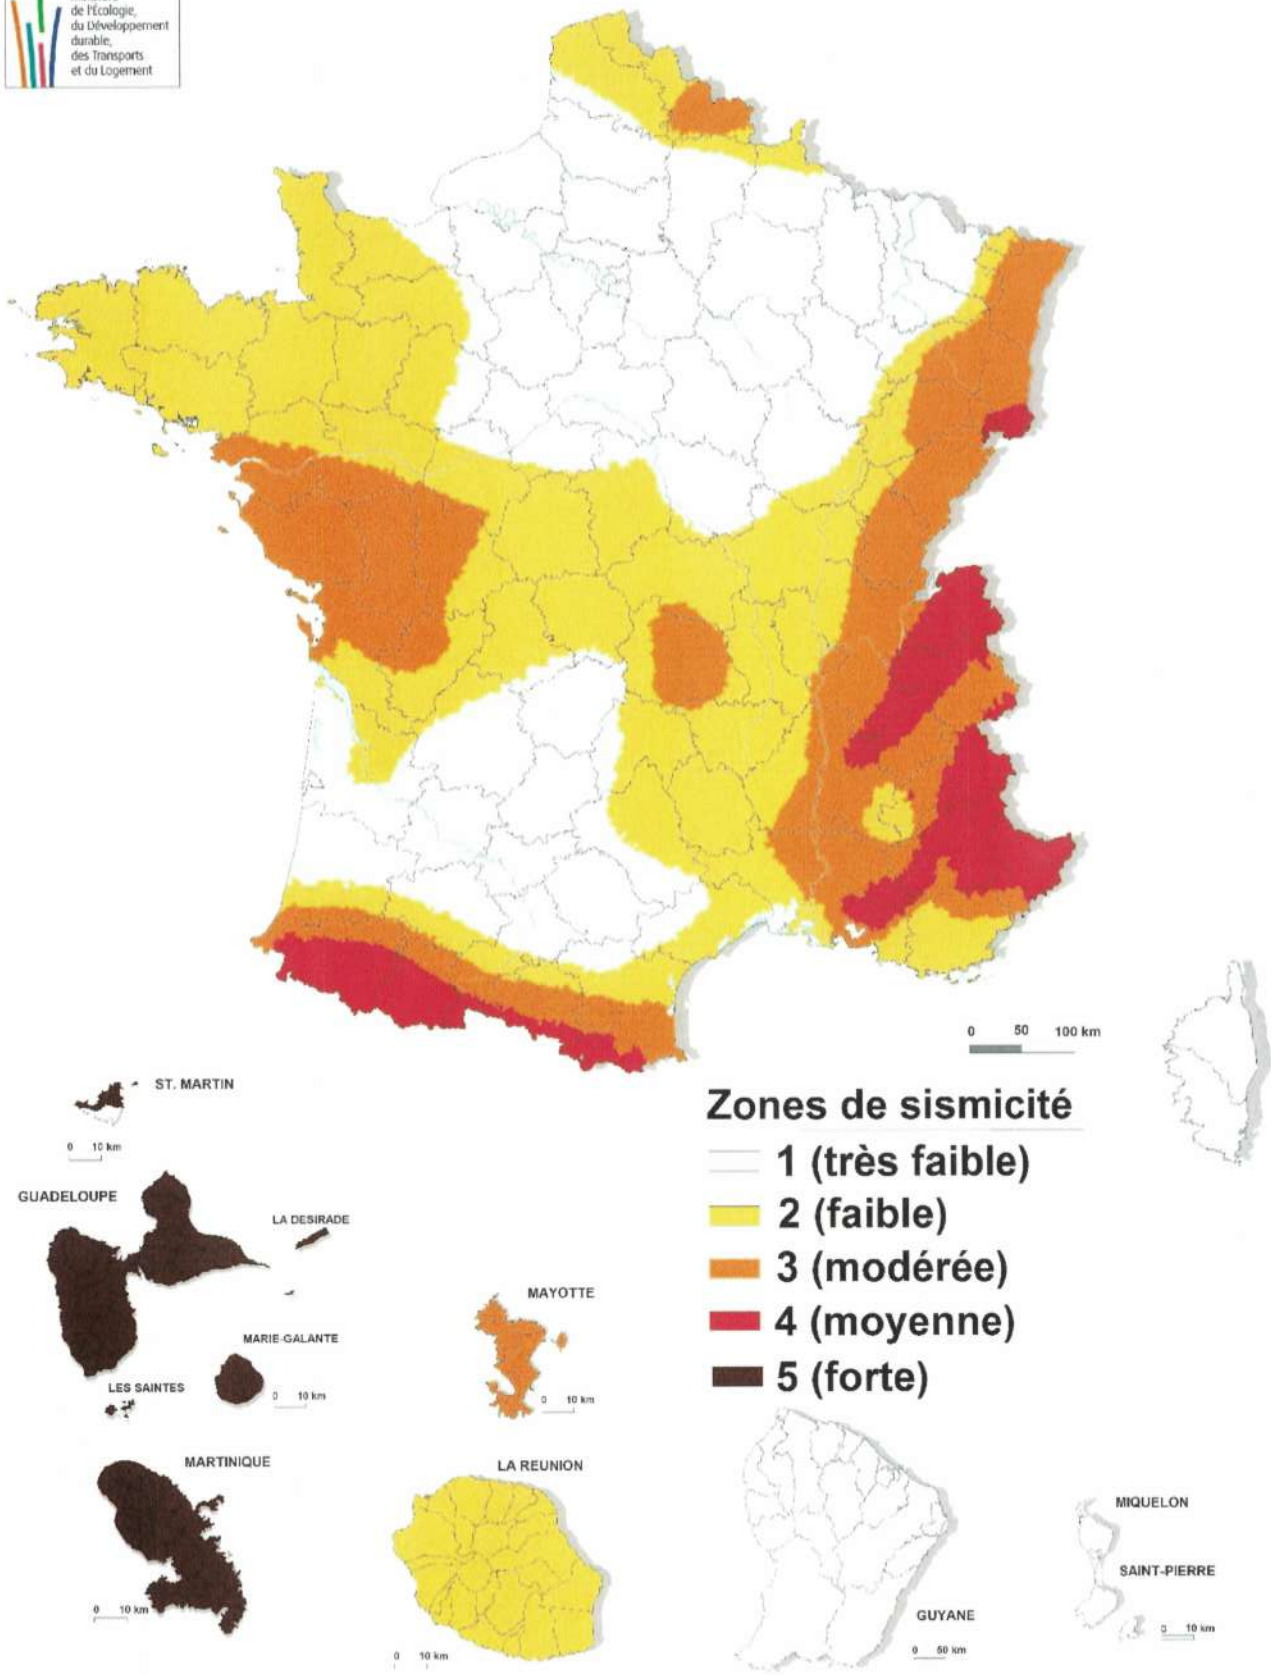 de l'Écologie,
du Développement
durable,
des Transports
et du Logement
0 50 100 km
ST. MARTIN
0 10 km
GUADELOUPE
LA DESIRADE
MARIE-GALANTE
0 10 km
LES SAINTES
MARTINIQUE
0 10 km
MAYOTTE
0 10 km
LA REUNION
0 10 km
Zones de sismicité
1 (très faible)
2 (faible)
3 (modérée)
4 (moyenne)
5 (forte)
GUYANE
0 50 km
MIQUELON
SAINT-PIERRE
0 10 km